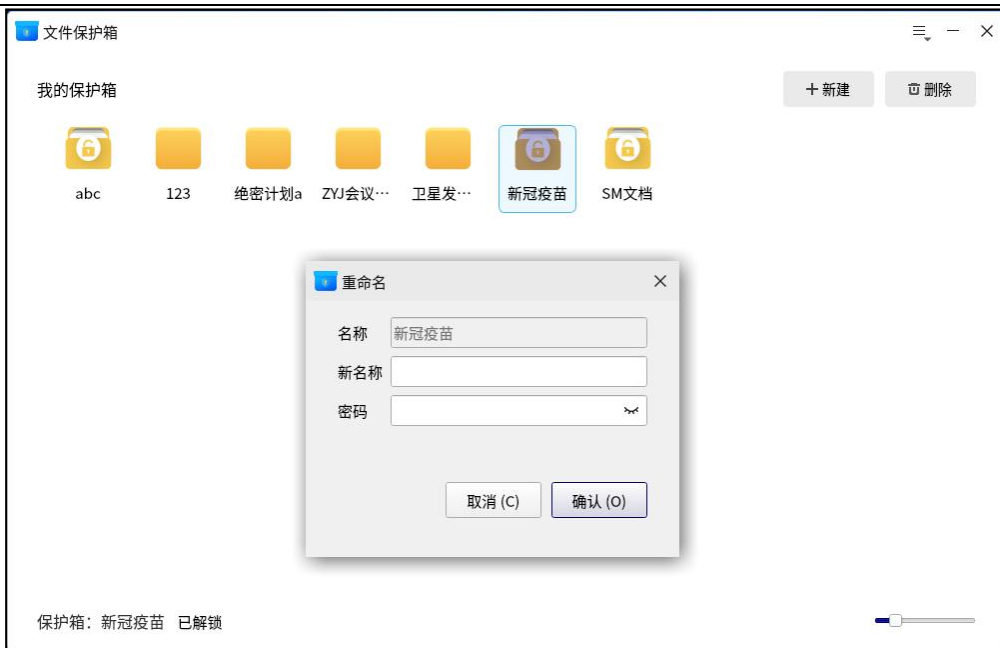 文件保护箱
我的保护箱
新建
删除
abc
123
绝密计划a
ZYJ会议…
卫星发…
新冠疫苗
SM文档
重命名
名称 新冠疫苗
新名称
密码
取消 (C)
确认 (O)
保护箱：新冠疫苗 已解锁